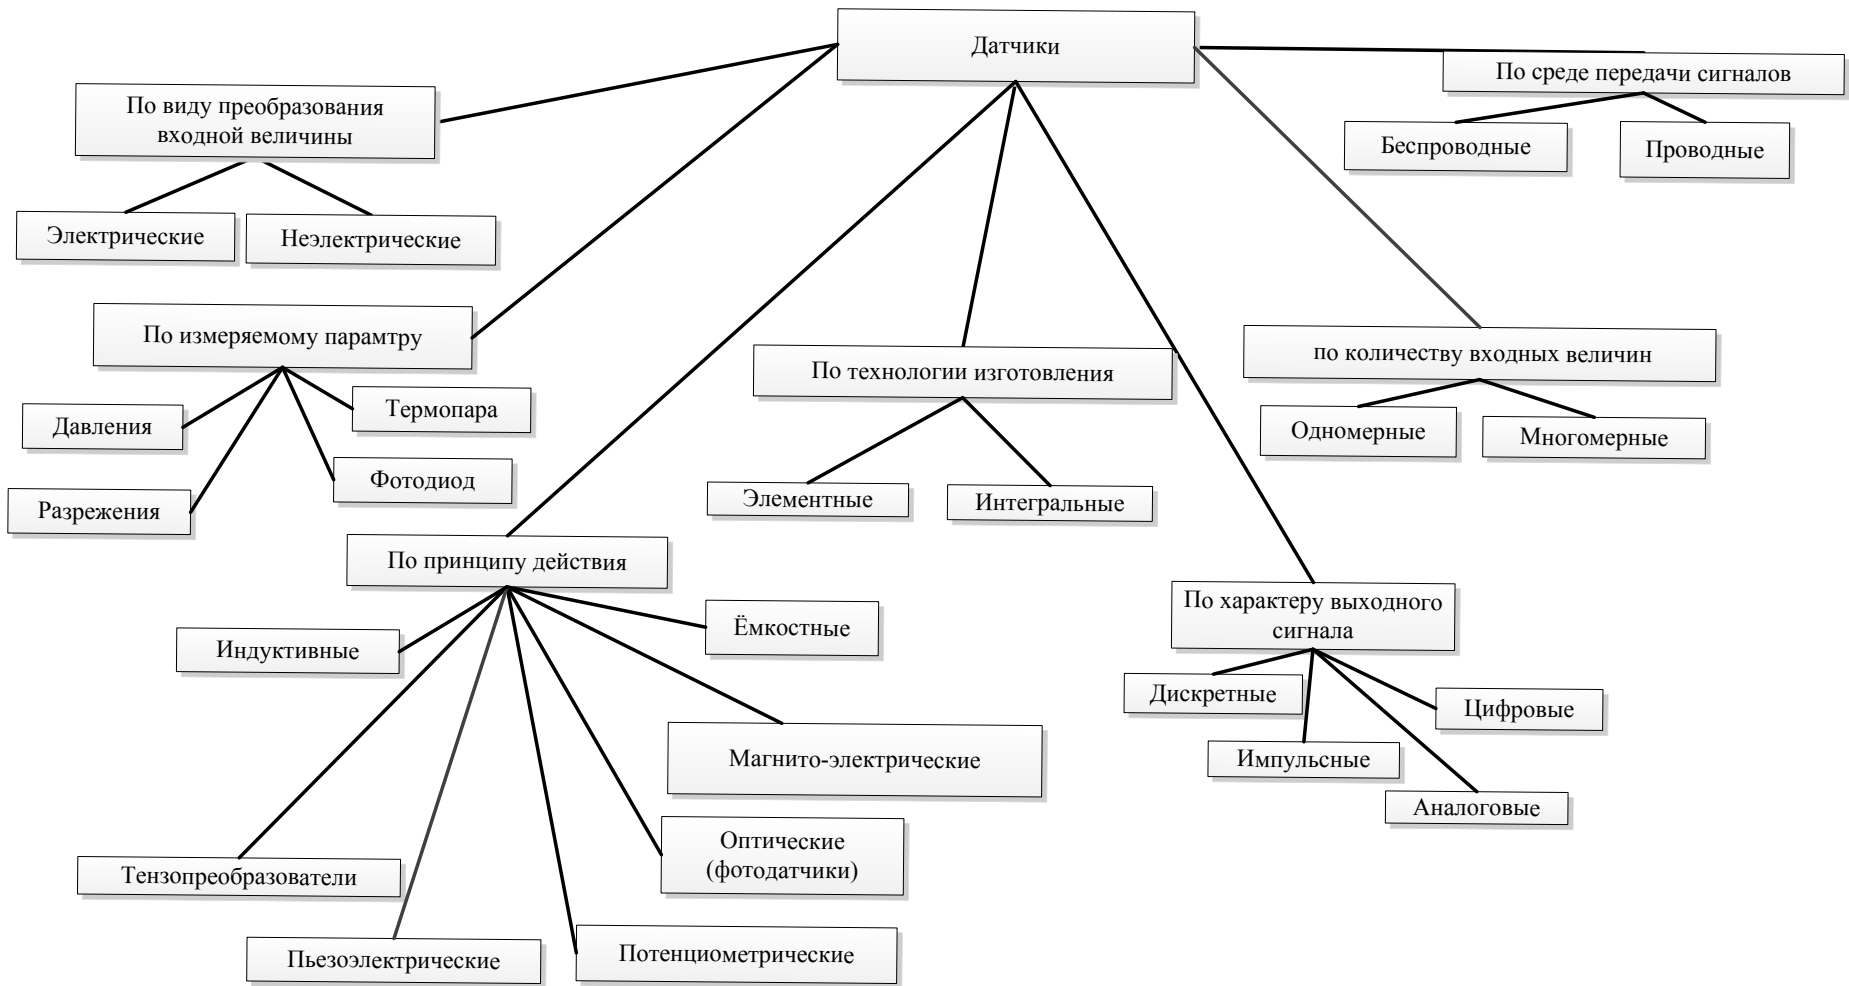 Датчики
По среде передачи сигналов
Беспроводные
Проводные
По виду преобразования
входной величины
Электрические
Неэлектрические
По измеряемому парамтру
Давления
Термопара
Разрежения
Фотодиод
По технологии изготовления
Элементные
Интегральные
по количеству входных величин
Одномерные
Многомерные
По принципу действия
Индуктивные
Ёмкостные
Магнито-электрические
Оптические
(фотодатчики)
Тензопреобразователи
Пьезоэлектрические
Потенциометрические
По характеру выходного
сигнала
Дискретные
Цифровые
Импульсные
Аналоговые